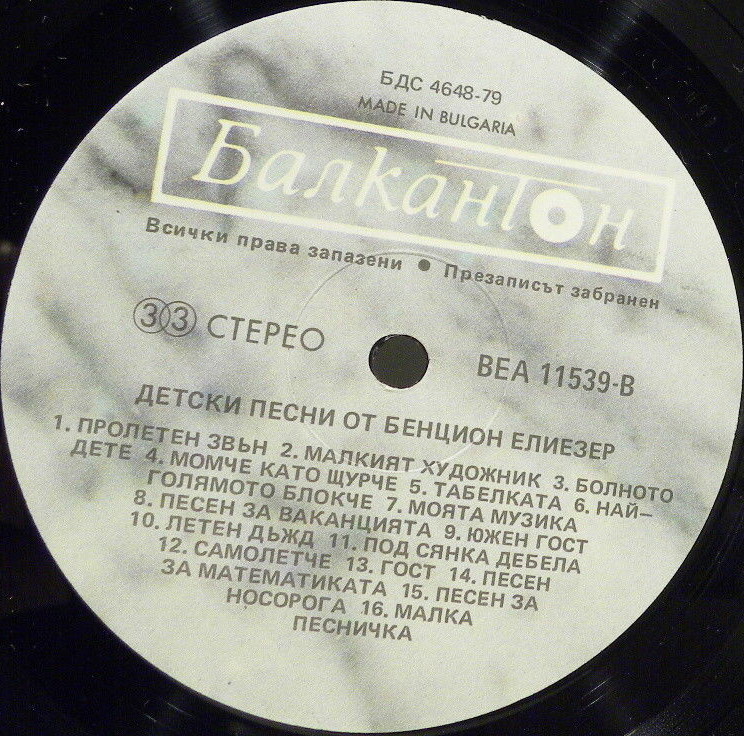 БДС 4648-79
MADE IN BULGARIA
Балкантон
Всички права запазени ● Презаписът забранен
33 СТЕРЕО
ВЕА 11539-В
ДЕТСКИ ПЕСНИ ОТ БЕНЦИОН ЕЛИЕЗЕР
1. ПРОЛЕТЕН ЗВЬН 2. МАЛКИЯТ ХУДОЖНИК 3. БОЛНОТО
ДЕТЕ 4. МОМЧЕ КАТО ЩУРЧЕ 5. ТАБЕЛКАТА 6. НАЙ–
ГОЛЯМОТО БЛОКЧЕ 7. МОЯТА МУЗИКА
8. ПЕСЕН ЗА ВАКАНЦИЯТА 9. ЮЖЕН ГОСТ
10. ЛЕТЕН ДЬЖД 11. ПОД СЯНКА ДЕБЕЛА
12. САМОЛЕТЧЕ 13. ГОСТ 14. ПЕСЕН
ЗА МАТЕМАТИКАТА 15. ПЕСЕН ЗА
НОСОРОГА 16. МАЛКА
ПЕСНИЧКА